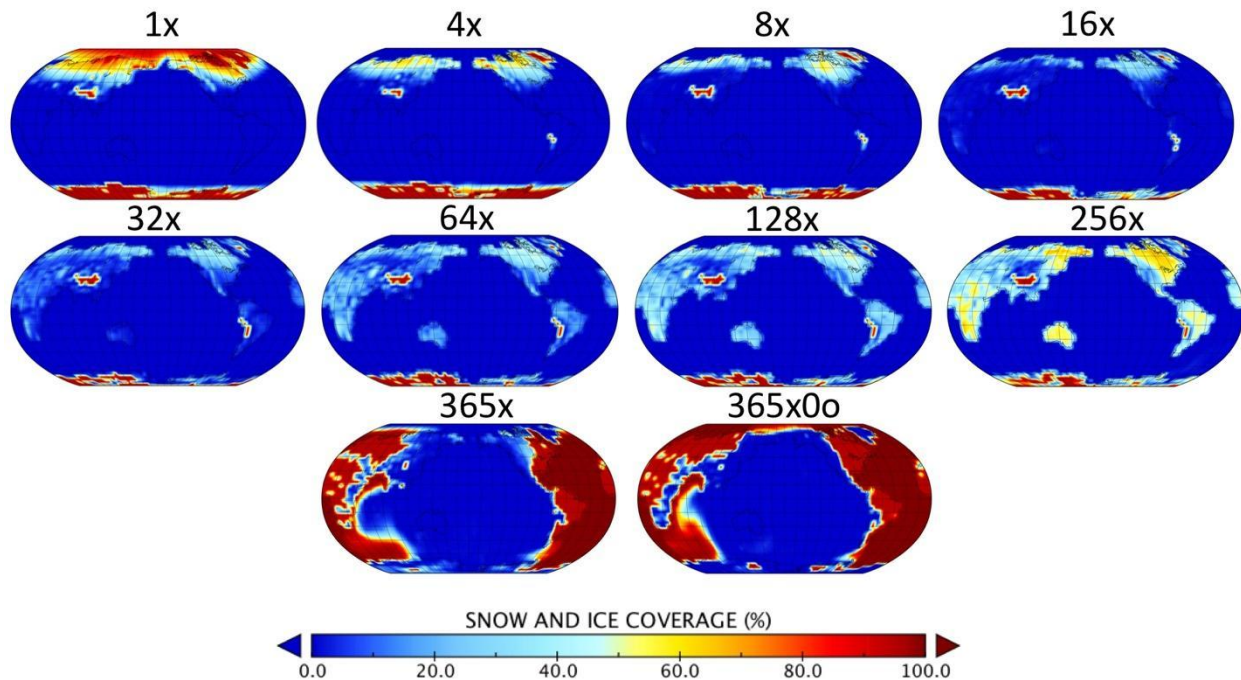 1x 4x 8x 16x
32x 64x 128x 256x
365x 365x0o
SNOW AND ICE COVERAGE (%)
0.0 20.0 40.0 60.0 80.0 100.0